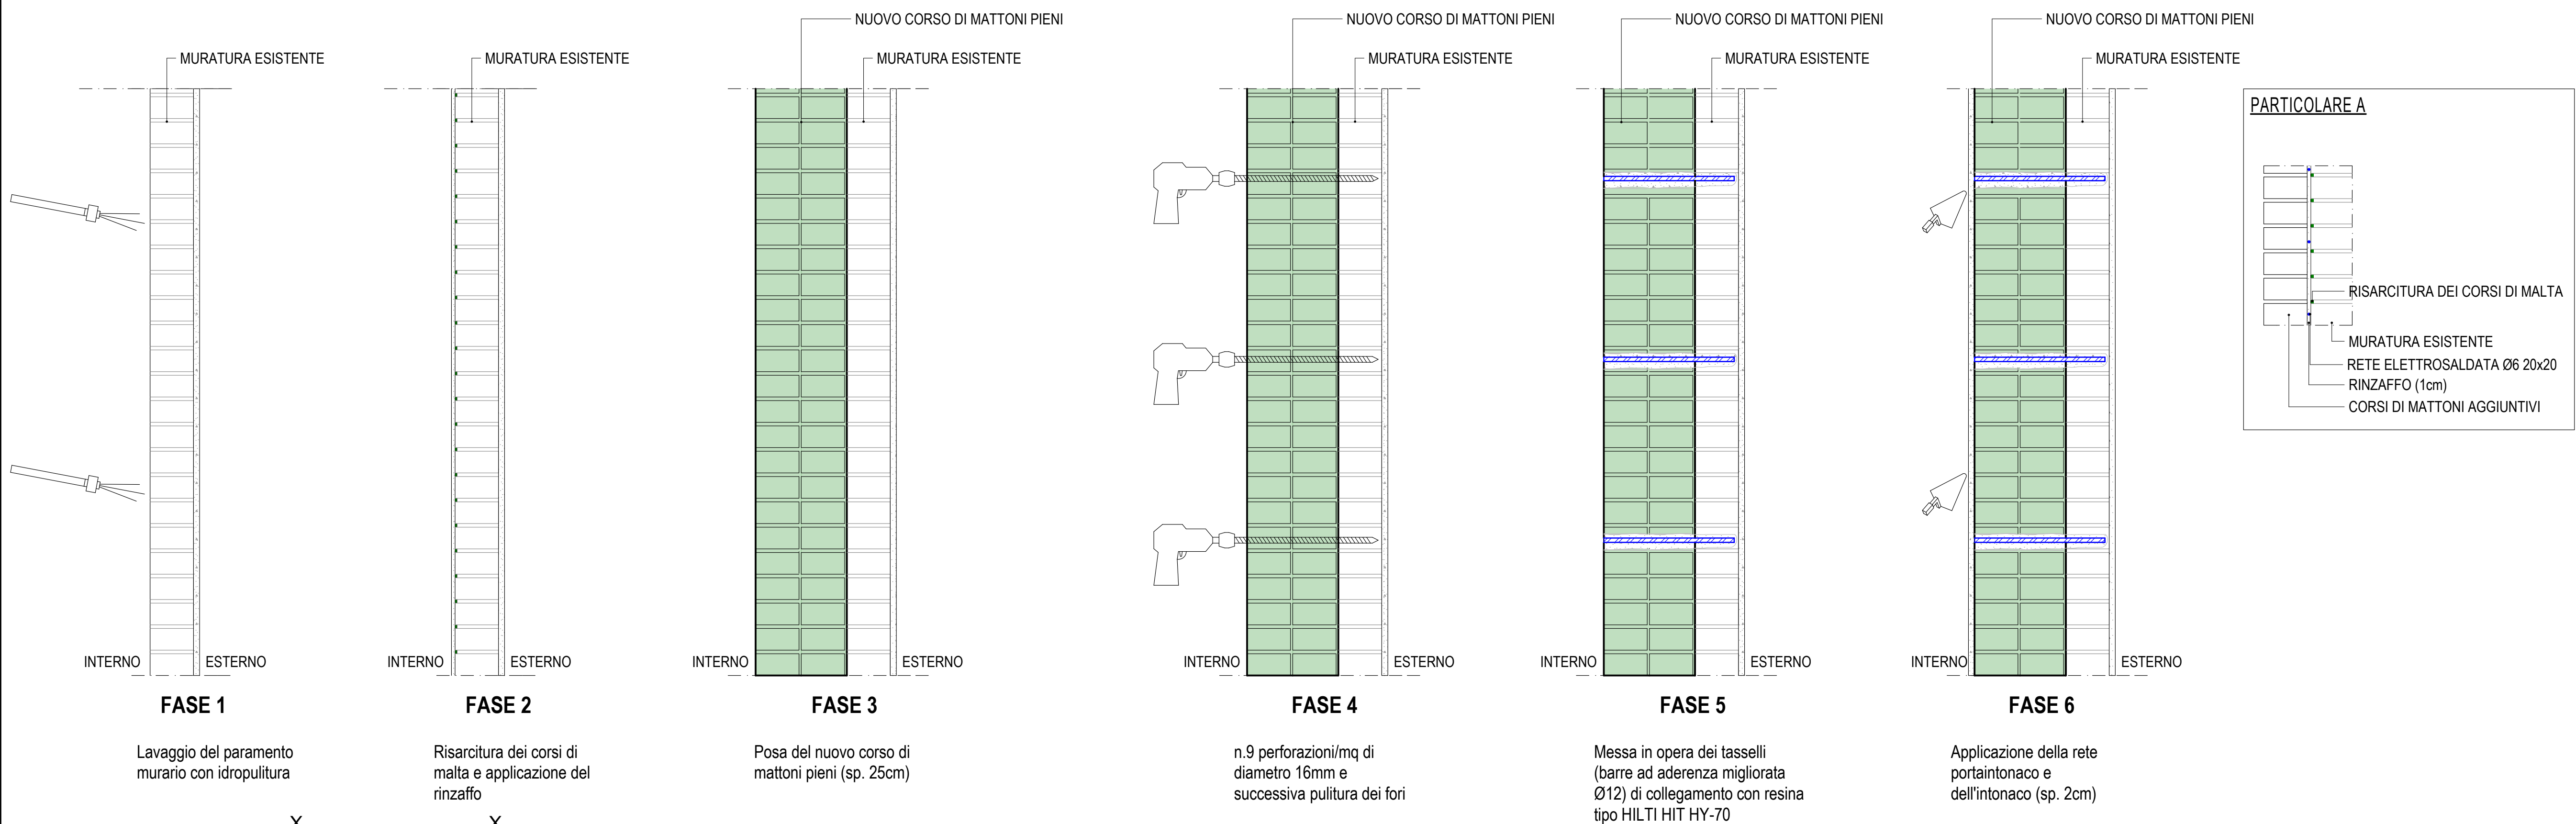 NUOVO CORSO DI MATTONI PIENI
NUOVO CORSO DI MATTONI PIENI
NUOVO CORSO DI MATTONI PIENI
NUOVO CORSO DI MATTONI PIENI
MURATURA ESISTENTE
MURATURA ESISTENTE
MURATURA ESISTENTE
MURATURA ESISTENTE
MURATURA ESISTENTE
MURATURA ESISTENTE
PARTICOLARE A
RISARCITURA DEI CORSI DI MALTA
MURATURA ESISTENTE
RETE ELETTROSALDATA Ø6 20x20
RINZAFFO (1cm)
CORSI DI MATTONI AGGIUNTIVI
INTERNO
ESTERNO
INTERNO
ESTERNO
INTERNO
ESTERNO
INTERNO
ESTERNO
INTERNO
ESTERNO
INTERNO
ESTERNO
FASE 1
Lavaggio del paramento
murario con idropulitura
FASE 2
Risarcitura dei corsi di
malta e applicazione del
rinzaffo
FASE 3
Posa del nuovo corso di
mattoni pieni (sp. 25cm)
FASE 4
n.9 perforazioni/mq di
diametro 16mm e
successiva pulitura dei fori
FASE 5
Messa in opera dei tasselli
(barre ad aderenza migliorata
Ø12) di collegamento con resina
tipo HILTI HIT HY-70
FASE 6
Applicazione della rete
portaintonaco e
dell'intonaco (sp. 2cm)
X
X